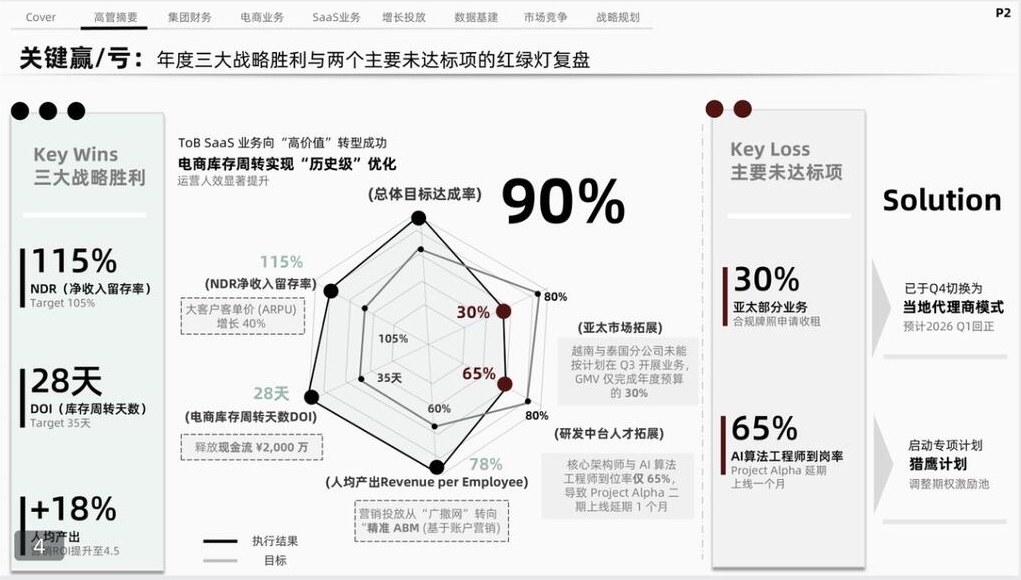 Cover
高管摘要
集团财务
电商业务
SaaS业务
增长投放
数据基建
市场竞争
战略规划
P2
关键赢/亏：年度三大战略胜利与两个主要未达标项的红绿灯复盘
Key Wins
三大战略胜利
115%
NDR（净收入留存率）
Target 105%
28天
DOI（库存周转天数）
Target 35天
+18%
人均产出
营销ROI提升至4.5
4
ToB SaaS 业务向“高价值”转型成功
电商库存周转实现“历史级”优化
运营人效显著提升
(总体目标达成率)
90%
115%
(NDR净收入留存率)
大客户客单价 (ARPU)
增长 40%
28天
(电商库存周转天数DOI)
释放现金流 ¥2,000 万
105%
35天
60%
30%
65%
80%
80%
78%
(人均产出Revenue per Employee)
营销投放从“广撒网”转向
“精准 ABM (基于账户营销)
(亚太市场拓展)
越南与泰国分公司未能
按计划在 Q3 开展业务，
GMV 仅完成年度预算
的 30%
(研发中台人才拓展)
核心架构师与 AI 算法
工程师到位率仅 65%，
导致 Project Alpha 二
期上线延期 1 个月
执行结果
目标
Key Loss
主要未达标项
30%
亚太部分业务
合规牌照申请收租
65%
AI算法工程师到岗率
Project Alpha 延期
上线一个月
Solution
已于Q4切换为
当地代理商模式
预计2026 Q1回正
启动专项计划
猎鹰计划
调整期权激励池